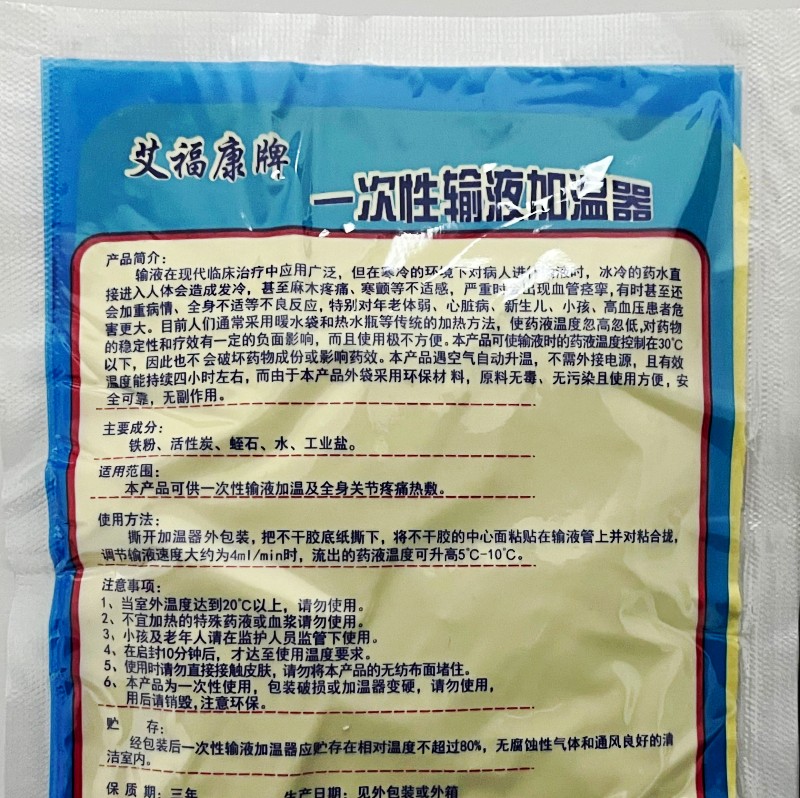 艾福康牌
一次性输液加温器
产品简介:
输液在现代临床治疗中应用广泛，但在寒冷的环境下对病人进行输液时，冰冷的药水直
接进入人体会造成发冷，甚至麻木疼痛、寒颤等不适感，严重时会出现血管痉挛,有时甚至还
会加重病情、全身不适等不良反应，特别对年老体弱、心脏病、新生儿、小孩、高血压患者危
害更大。目前人们通常采用暖水袋和热水瓶等传统的加热方法，使药液温度忽高忽低,对药物
的稳定性和疗效有一定的负面影响，而且使用极不方便。本产品可使输液时的药液温度控制在30℃
以下，因此也不会破坏药物成份或影响药效。本产品遇空气自动升温，不需外接电源，且有效
温度能持续四小时左右，而由于本产品外袋采用环保材料，原料无毒、无污染且使用方便，安
全可靠，无副作用。
主要成分:
铁粉、活性炭、蛭石、水、工业盐。
适用范围:
本产品可供一次性输液加温及全身关节疼痛热敷。
使用方法:
撕开加温器外包装，把不干胶底纸撕下，将不干胶的中心面粘贴在输液管上并对粘合拢，
调节输液速度大约为4ml/min时，流出的药液温度可升高5℃-10℃。
注意事项:
1、当室外温度达到20℃以上，请勿使用。
2、不宜加热的特殊药液或血浆请勿使用。
3、小孩及老年人请在监护人员监管下使用。
4、在启封10分钟后，才达至使用温度要求。
5、使用时请勿直接接触皮肤，请勿将本产品的无纺布面堵住。
6、本产品为一次性使用，包装破损或加温器变硬，请勿使用，
用后请销毁,注意环保。
贮 存:
经包装后一次性输液加温器应贮存在相对温度不超过80%，无腐蚀性气体和通风良好的清
洁室内。
保质期:三年 生产日期：见外包装或外箱